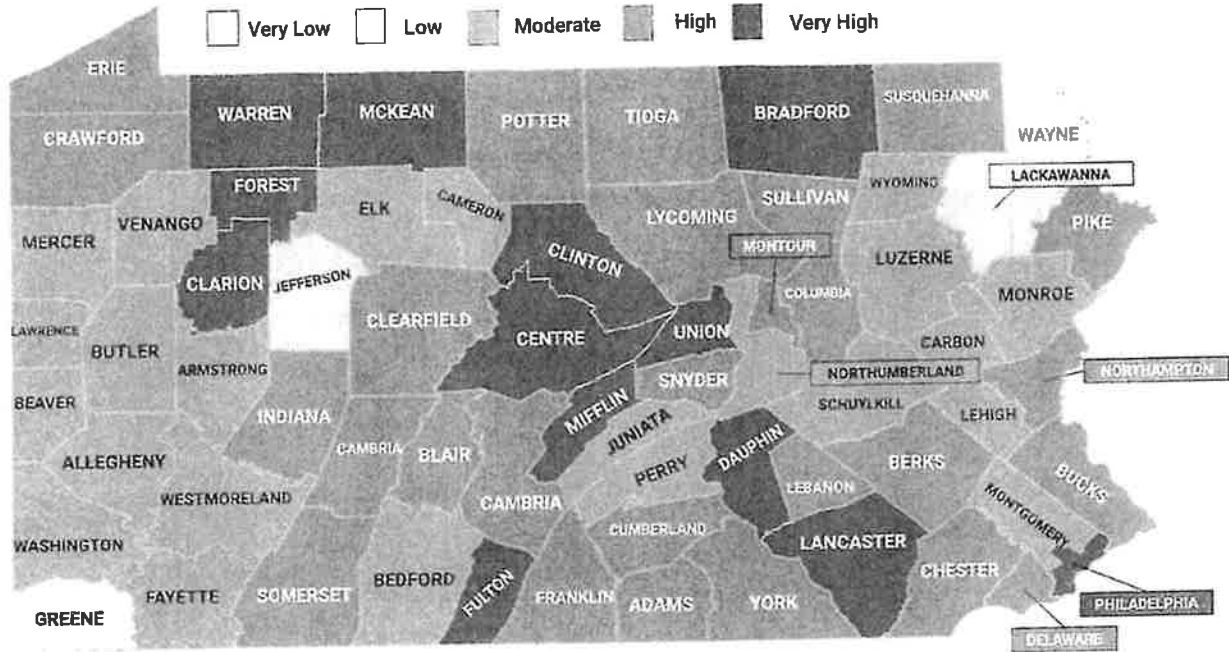 Very Low Low Moderate High Very High
ERIE
WARREN
MCKEAN
POTTER
TIOGA
BRADFORD
SUSQUEHANNA
WAYNE
CRAWFORD
LACKAWANNA
FOREST
ELK
CAMERON
SULLIVAN
WYOMING
MERCER
VENANGO
LYCOMING
PIKE
MONTOUR
CLARION
JEFFERSON
CLINTON
LUZERNE
MONROE
COLUMBIA
LAWRENCE
BUTLER
CLEARFIELD
CENTRE
UNION
CARBON
ARMSTRONG
NORTHUMBERLAND
NORTHAMPTON
SNYDER
BEAVER
INDIANA
MIFFLIN
JUNIATA
SCHUYLKILL
LEHIGH
ALLEGHENY
CAMBRIA
BLAIR
PERRY
DAUPHIN
BERKS
BUCKS
WESTMORELAND
CAMBRIA
LEBANON
MONTGOMERY
WASHINGTON
CUMBERLAND
LANCASTER
BEDFORD
FULTON
CHESTER
FAYETTE
SOMERSET
FRANKLIN
ADAMS
YORK
PHILADELPHIA
GREENE
DELAWARE